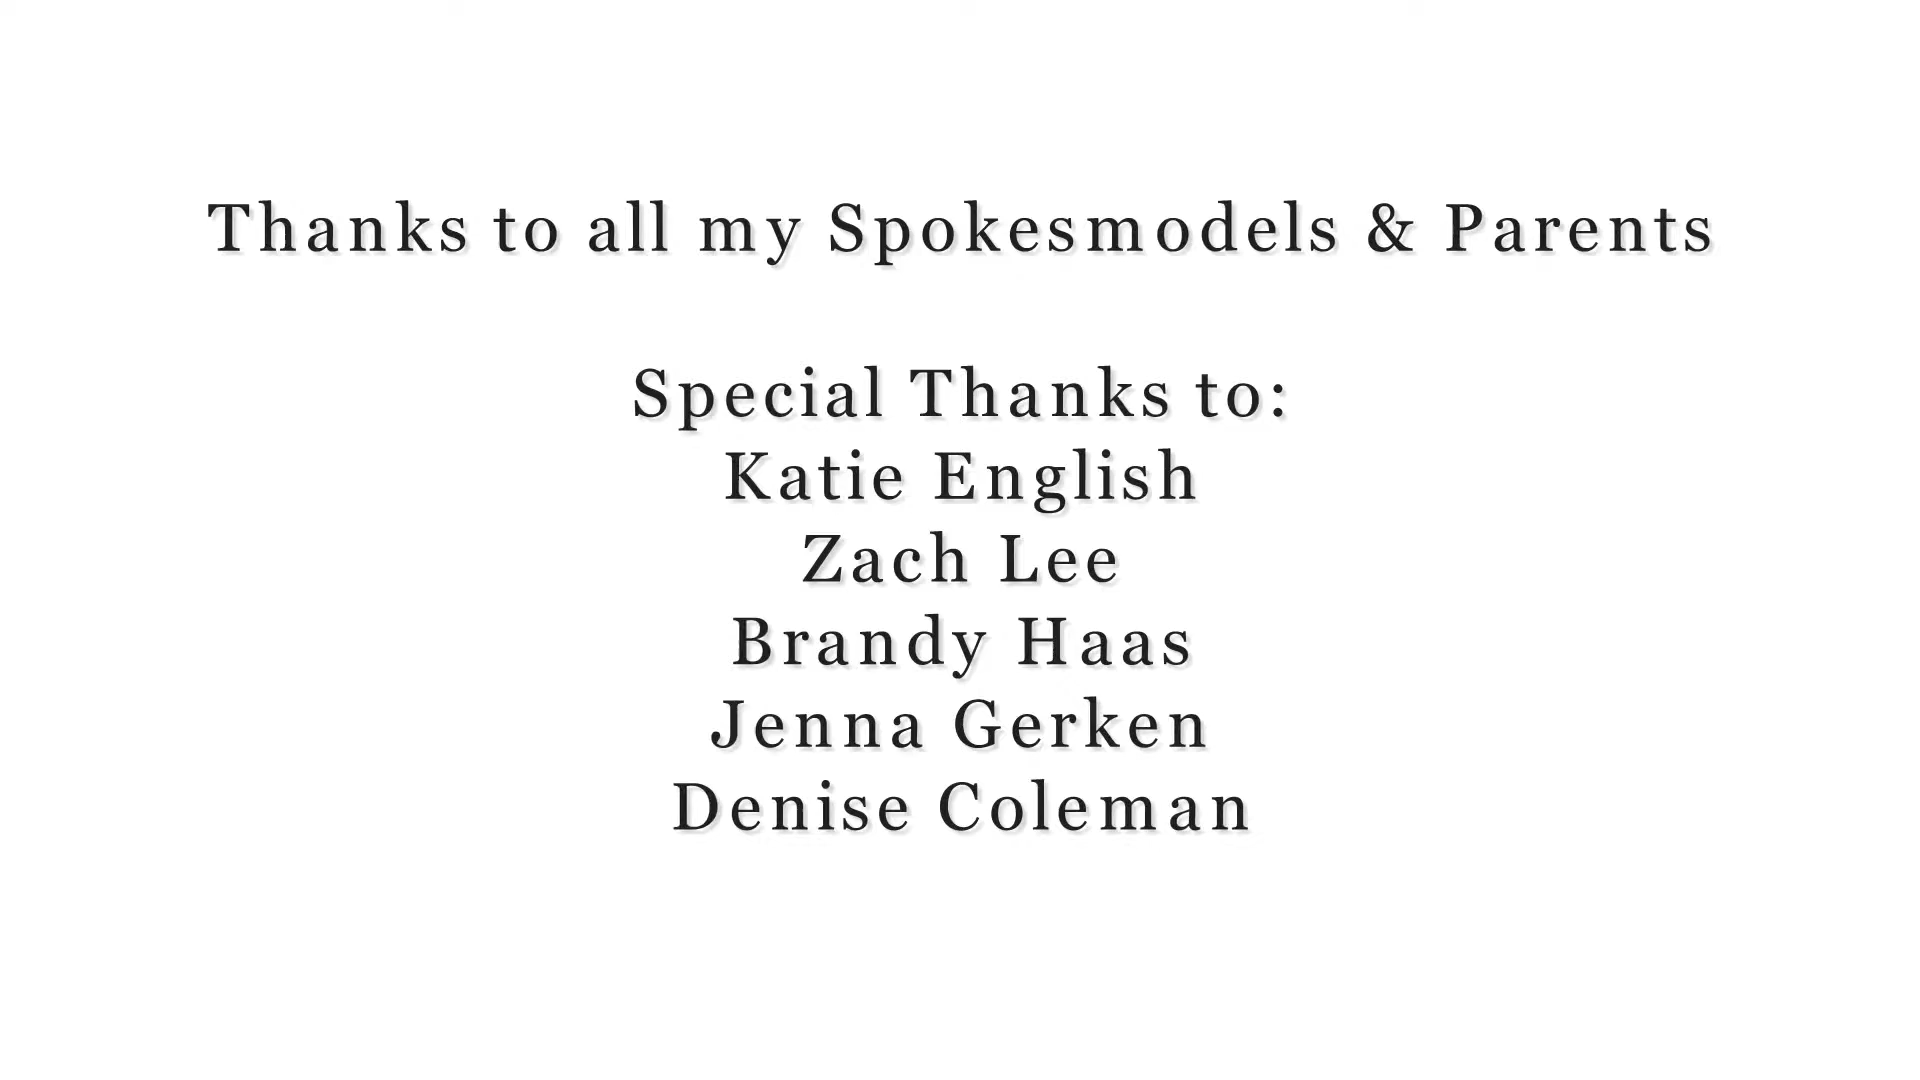 Thanks to all my Spokesmodels & Parents
Special Thanks to:
Katie English
Zach Lee
Brandy Haas
Jenna Gerken
Denise Coleman